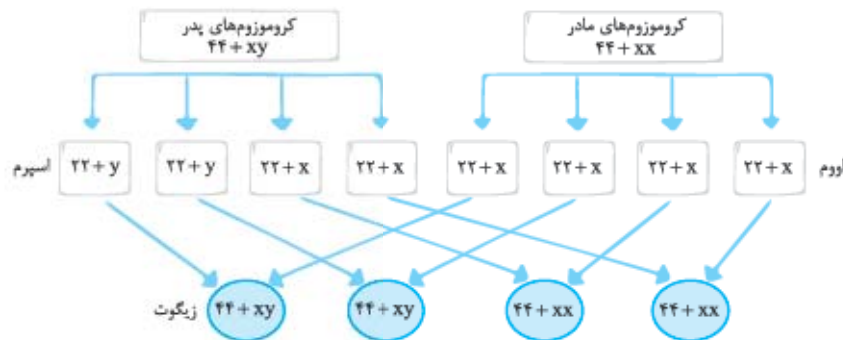 کروموزوم‌های مادر
۴۴+xx
کروموزوم‌های پدر
۴۴+xy
اووم
۲۲+x
۲۲+x
۲۲+x
۲۲+x
۲۲+x
۲۲+x
۲۲+y
۲۲+y
اسپرم
۴۴+xx
۴۴+xx
۴۴+xy
۴۴+xy
زیگوت